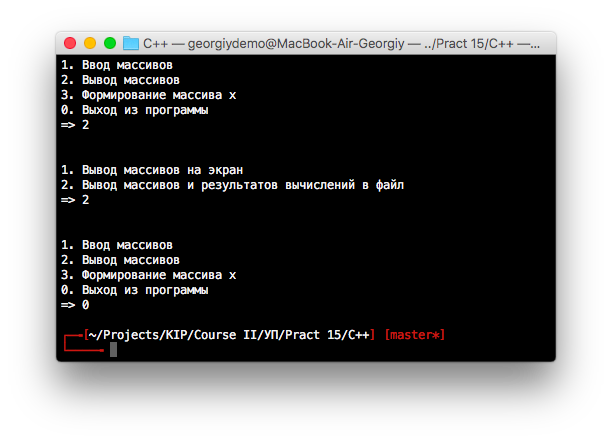 C++ — georgiydemo@MacBook-Air-Georgiy — ../Pract 15/C++ —...
1. Ввод массивов
2. Вывод массивов
3. Формирование массива x
0. Выход из программы
=> 2
1. Вывод массивов на экран
2. Вывод массивов и результатов вычислений в файл
=> 2
1. Ввод массивов
2. Вывод массивов
3. Формирование массива x
0. Выход из программы
=> 0
[~/Projects/KIP/Course II/УП/Pract 15/C++] [master*]